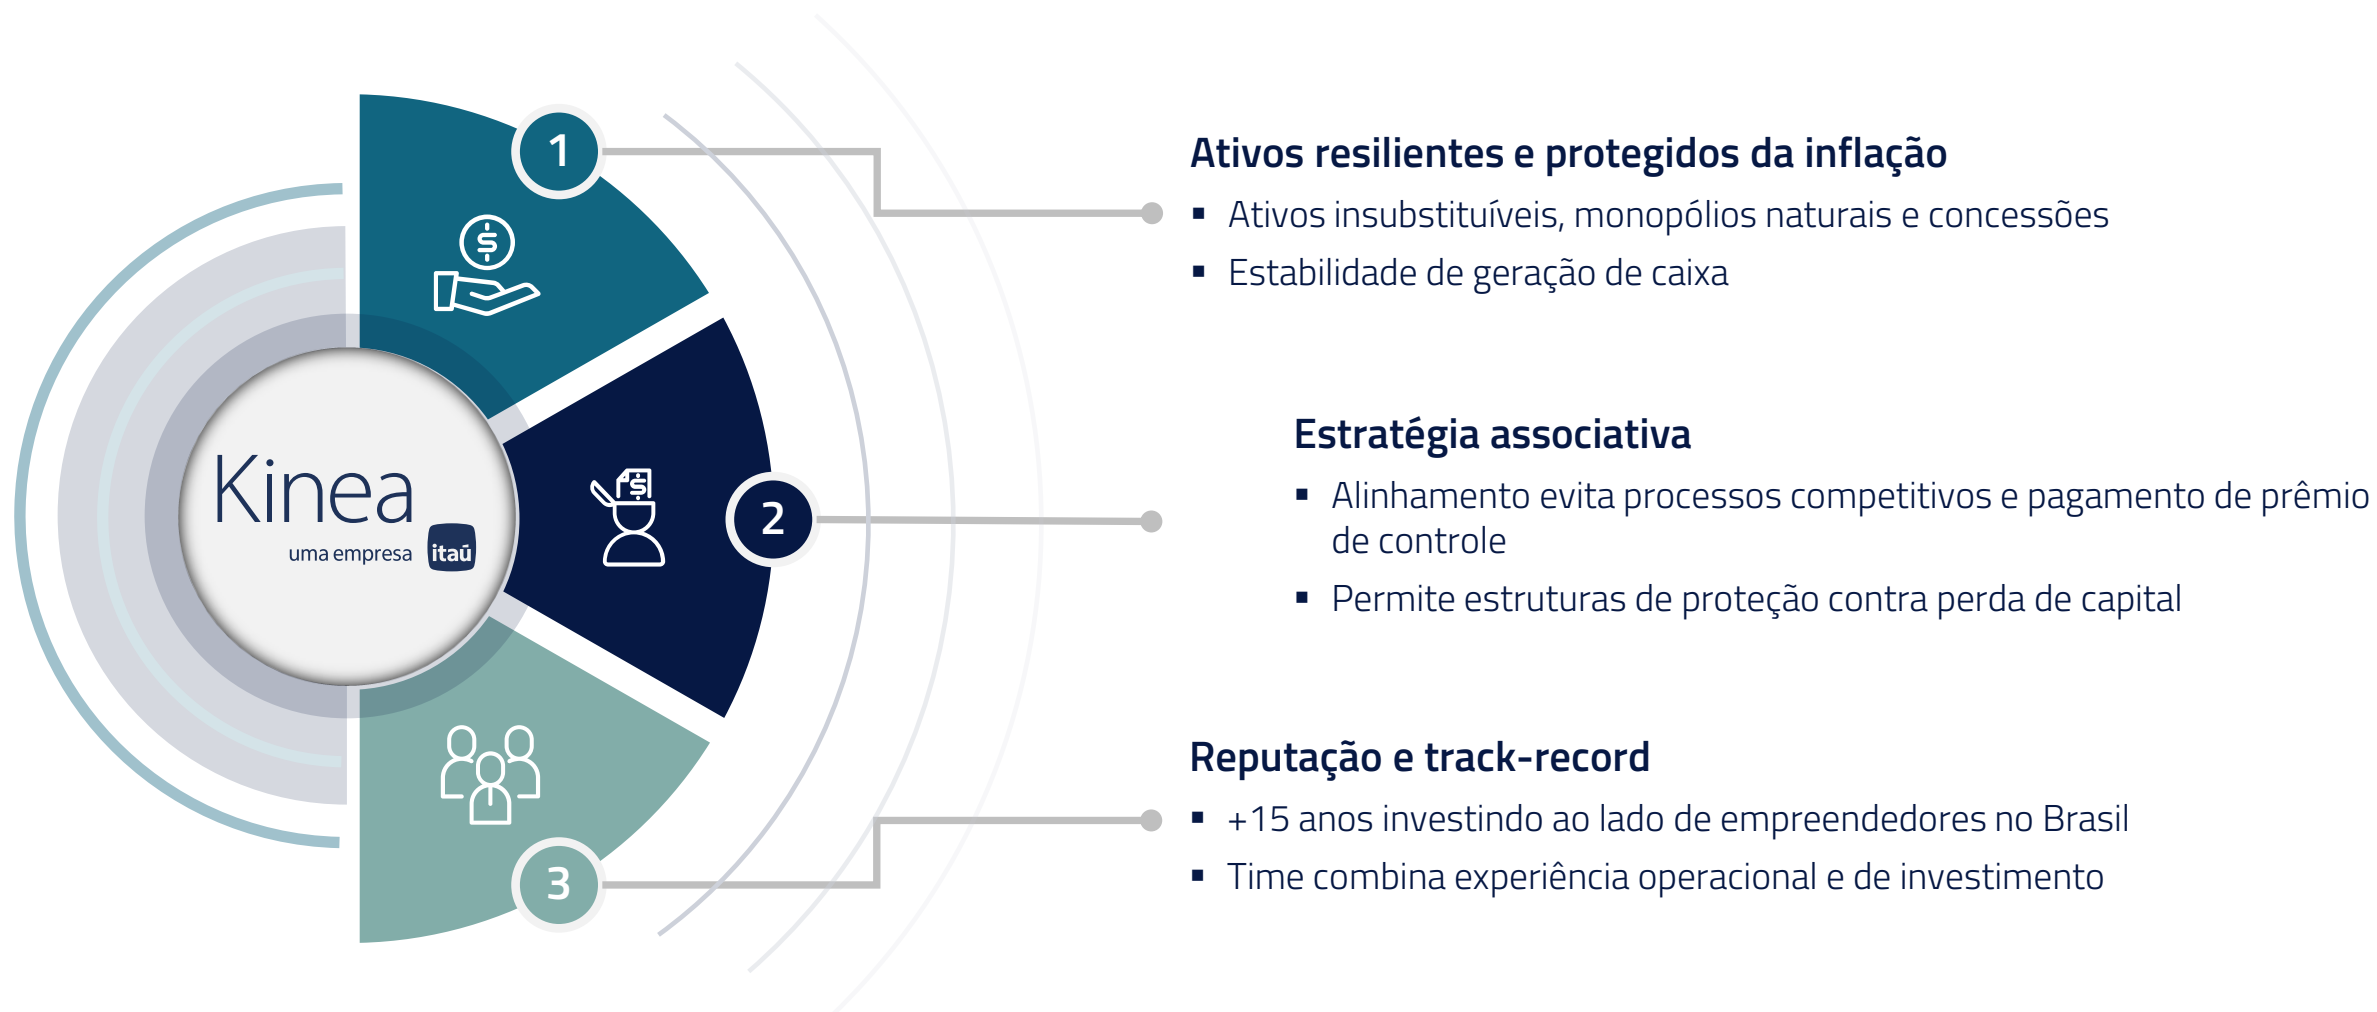 1
Ativos resilientes e protegidos da inflação
▪ Ativos insubstituíveis, monopólios naturais e concessões
▪ Estabilidade de geração de caixa
Kinea
uma empresa itaú
2
Estratégia associativa
▪ Alinhamento evita processos competitivos e pagamento de prêmio
de controle
▪ Permite estruturas de proteção contra perda de capital
3
Reputação e track-record
▪ +15 anos investindo ao lado de empreendedores no Brasil
▪ Time combina experiência operacional e de investimento